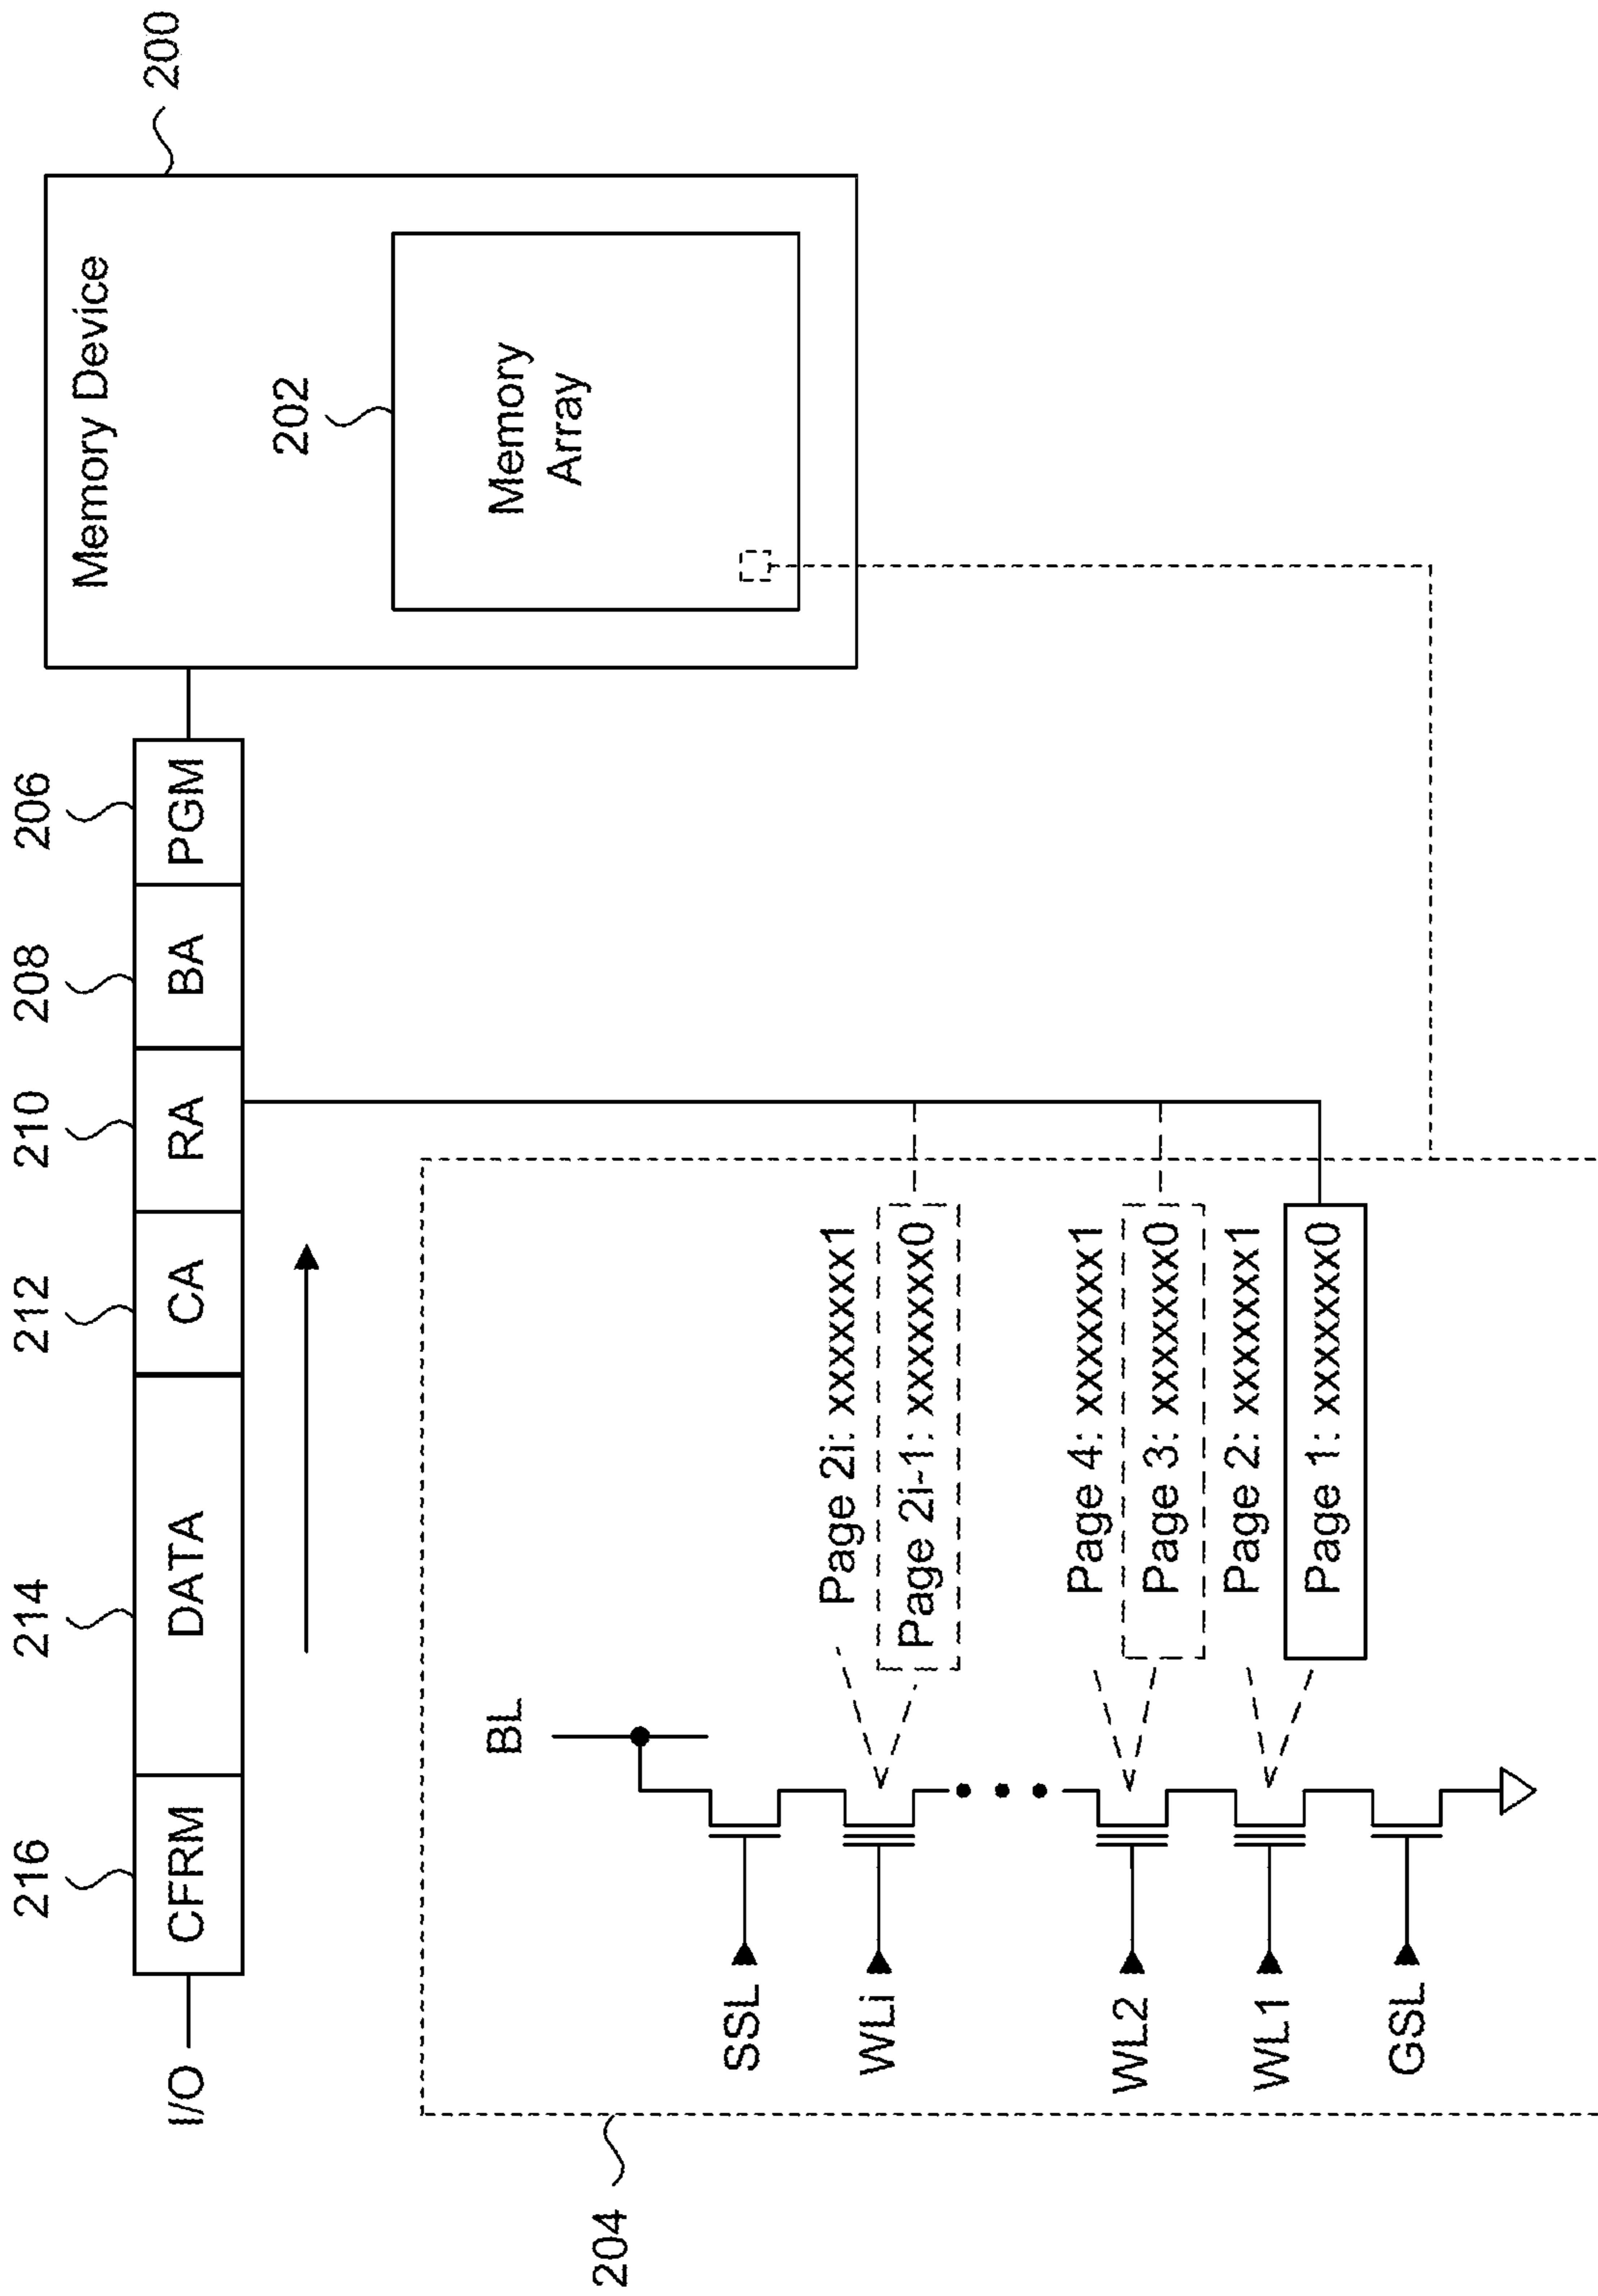 216
214
212
210
208
206
I/O
CFRM
DATA
CA
RA
BA
PGM
200
Memory Device
202
Memory
Array
204
BL
SSL
WLi
WL2
WL1
GSL
Page 2i: xxxxxxx1
Page 2i-1: xxxxxxx0
Page 4: xxxxxxx1
Page 3: xxxxxxx0
Page 2: xxxxxxx1
Page 1: xxxxxxx0